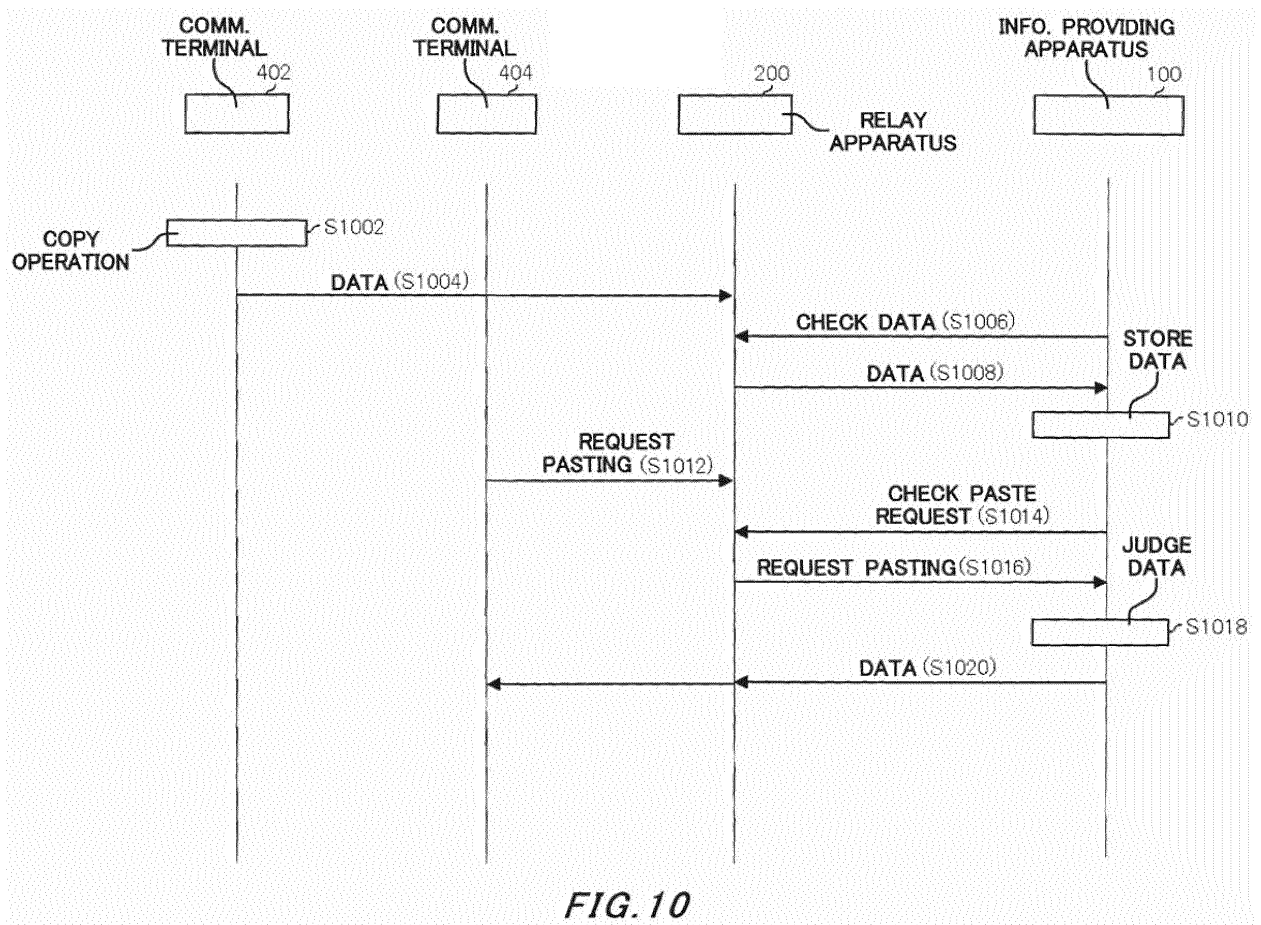 COMM.
TERMINAL
402
COMM.
TERMINAL
404
200
RELAY
APPARATUS
INFO. PROVIDING
APPARATUS
100
COPY
OPERATION
S1002
DATA (S1004)
CHECK DATA (S1006)
STORE
DATA
DATA (S1008)
S1010
REQUEST
PASTING (S1012)
CHECK PASTE
REQUEST (S1014)
JUDGE
DATA
REQUEST PASTING (S1016)
S1018
DATA (S1020)
FIG.10